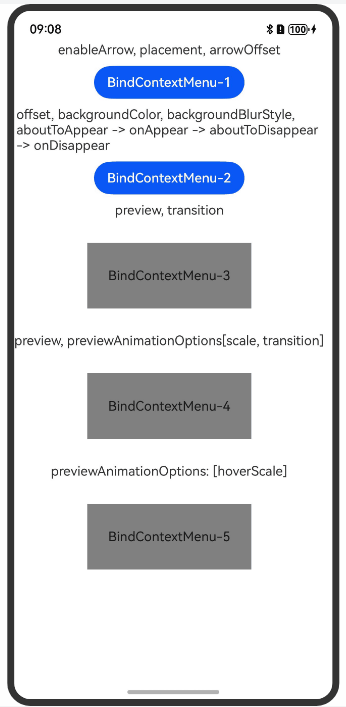 09:08
100
enableArrow, placement, arrowOffset
BindContextMenu-1
offset, backgroundColor, backgroundBlurStyle,
aboutToAppear -> onAppear -> aboutToDisappear
-> onDisappear
BindContextMenu-2
preview, transition
BindContextMenu-3
preview, previewAnimationOptions[scale, transition]
BindContextMenu-4
previewAnimationOptions: [hoverScale]
BindContextMenu-5